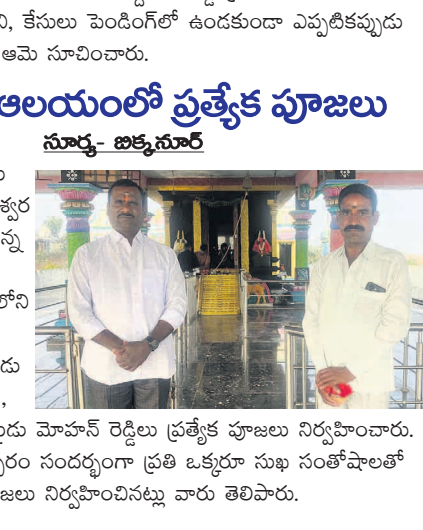 ని, కేసులు పెండింగ్‌లో ఉండకుండా ఎప్పటికప్పుడు
ఆమె సూచించారు.
ఆలయంలో ప్రత్యేక పూజలు
సూర్య- బిక్కనూర్
శ్వర
న్న
లోని
డు
,
మోహన్ రెడ్డిలు ప్రత్యేక పూజలు నిర్వహించారు.
సందర్భంగా ప్రతి ఒక్కరూ సుఖ సంతోషాలతో
జలు నిర్వహించినట్లు వారు తెలిపారు.